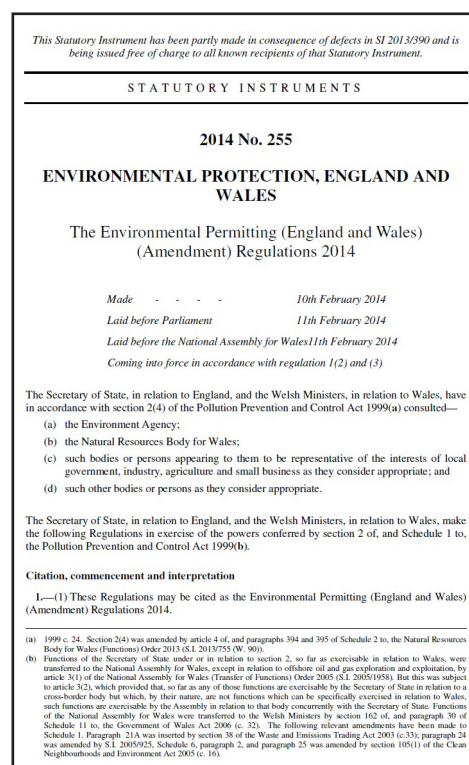 This Statutory Instrument has been partly made in consequence of defects in SI 2013/390 and is
being issued free of charge to all known recipients of that Statutory Instrument.
STATUTORY INSTRUMENTS
2014 No. 255
ENVIRONMENTAL PROTECTION, ENGLAND AND
WALES
The Environmental Permitting (England and Wales)
(Amendment) Regulations 2014
Made - - - - 10th February 2014
Laid before Parliament 11th February 2014
Laid before the National Assembly for Wales11th February 2014
Coming into force in accordance with regulation 1(2) and (3)
The Secretary of State, in relation to England, and the Welsh Ministers, in relation to Wales, have
in accordance with section 2(4) of the Pollution Prevention and Control Act 1999(a) consulted—
(a) the Environment Agency;
(b) the Natural Resources Body for Wales;
(c) such bodies or persons appearing to them to be representative of the interests of local
government, industry, agriculture and small business as they consider appropriate; and
(d) such other bodies or persons as they consider appropriate.
The Secretary of State, in relation to England, and the Welsh Ministers, in relation to Wales, make
the following Regulations in exercise of the powers conferred by section 2 of, and Schedule 1 to,
the Pollution Prevention and Control Act 1999(b).
Citation, commencement and interpretation
1.—(1) These Regulations may be cited as the Environmental Permitting (England and Wales)
(Amendment) Regulations 2014.
(a) 1999 c. 24. Section 2(4) was amended by article 4 of, and paragraphs 394 and 395 of Schedule 2 to, the Natural Resources
Body for Wales (Functions) Order 2013 (S.I. 2013/755 (W. 90)).
(b) Functions of the Secretary of State under or in relation to section 2, so far as exercisable in relation to Wales, were
transferred to the National Assembly for Wales, except in relation to offshore oil and gas exploration and exploitation, by
article 3(1) of the National Assembly for Wales (Transfer of Functions) Order 2005 (S.I. 2005/1958). But this was subject
to article 3(2), which provided that, so far as any of those functions are exercisable by the Secretary of State in relation to a
cross-border body but which, by their nature, are not functions which can be specifically exercised in relation to Wales,
such functions are exercisable by the Assembly in relation to that body concurrently with the Secretary of State. Functions
of the National Assembly for Wales were transferred to the Welsh Ministers by section 162 of, and paragraph 30 of
Schedule 11 to, the Government of Wales Act 2006 (c. 32). The following relevant amendments have been made to
Schedule 1. Paragraph 21A was inserted by section 38 of the Waste and Emissions Trading Act 2003 (c.33); paragraph 24
was amended by S.I. 2005/925, Schedule 6, paragraph 2, and paragraph 25 was amended by section 105(1) of the Clean
Neighbourhoods and Environment Act 2005 (c. 16).